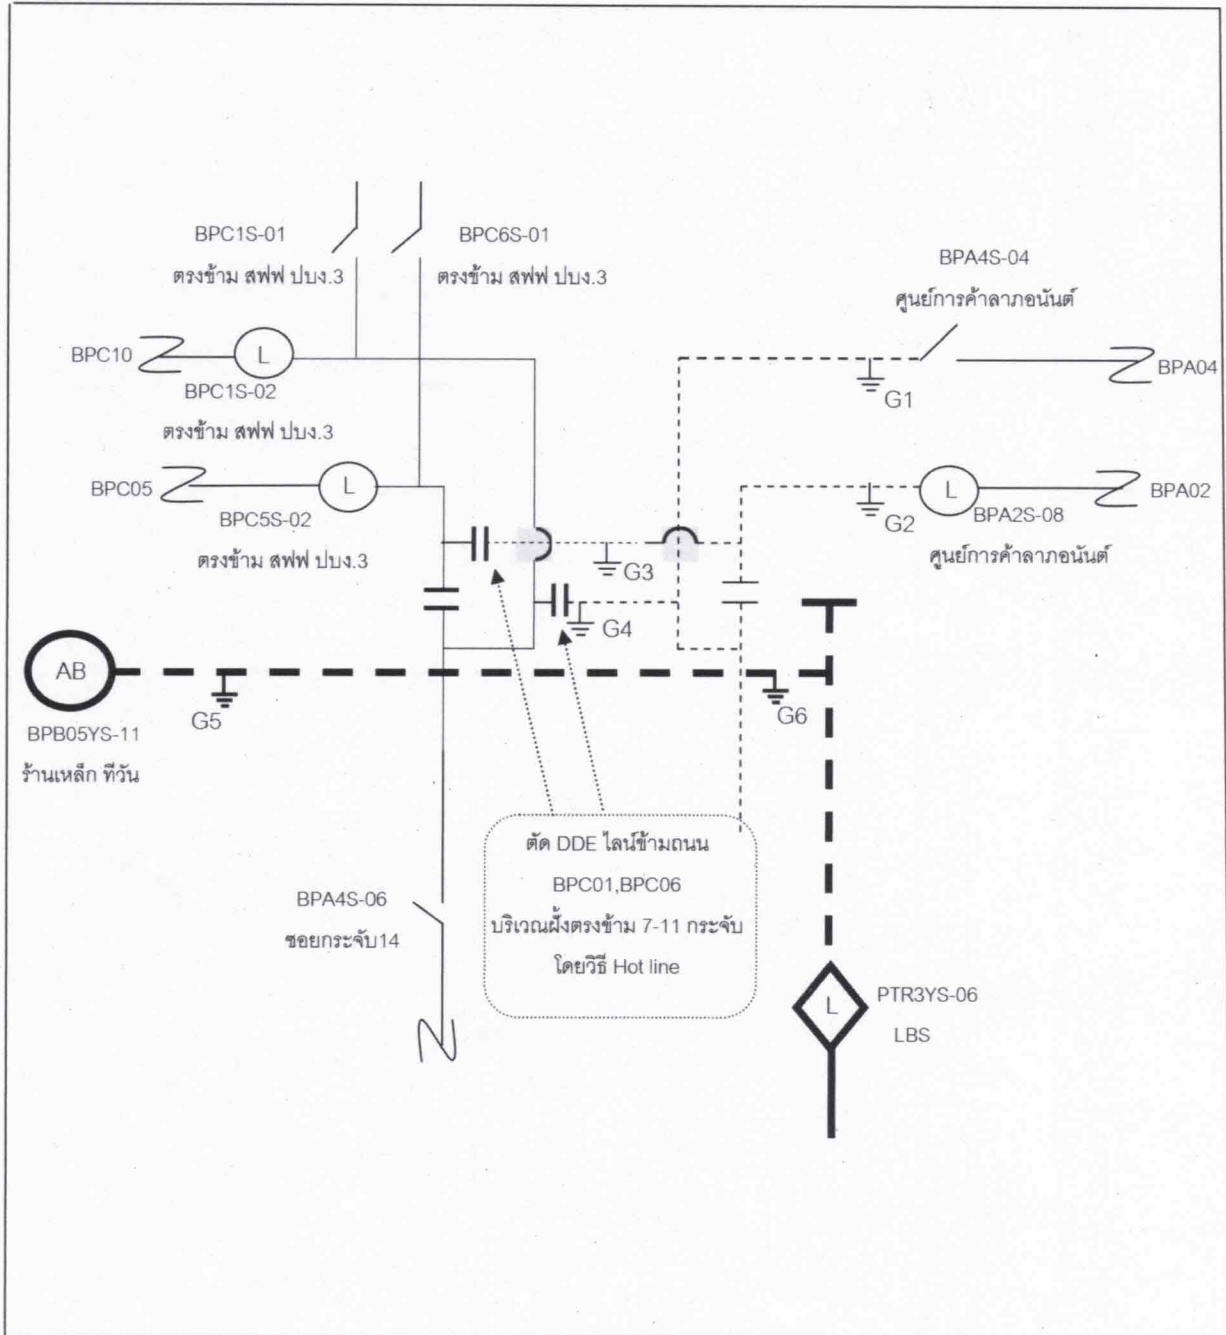 BPC1S-01
ตรงข้าม สฟฟ ปบง.3
BPC6S-01
ตรงข้าม สฟฟ ปบง.3
BPA4S-04
ศูนย์การค้าลาภอนันต์
BPC10
L
BPC1S-02
ตรงข้าม สฟฟ ปบง.3
BPA04
G1
BPC05
L
BPC5S-02
ตรงข้าม สฟฟ ปบง.3
L
BPA02
G2
BPA2S-08
ศูนย์การค้าลาภอนันต์
G3
G4
AB
BPB05YS-11
ร้านเหล็ก ทีวัน
G5
G6
ตัด DDE ไลน์ข้ามถนน
BPC01,BPC06
บริเวณฝั่งตรงข้าม 7-11 กระจับ
โดยวิธี Hot line
BPA4S-06
ซอยกระจับ14
L
PTR3YS-06
LBS